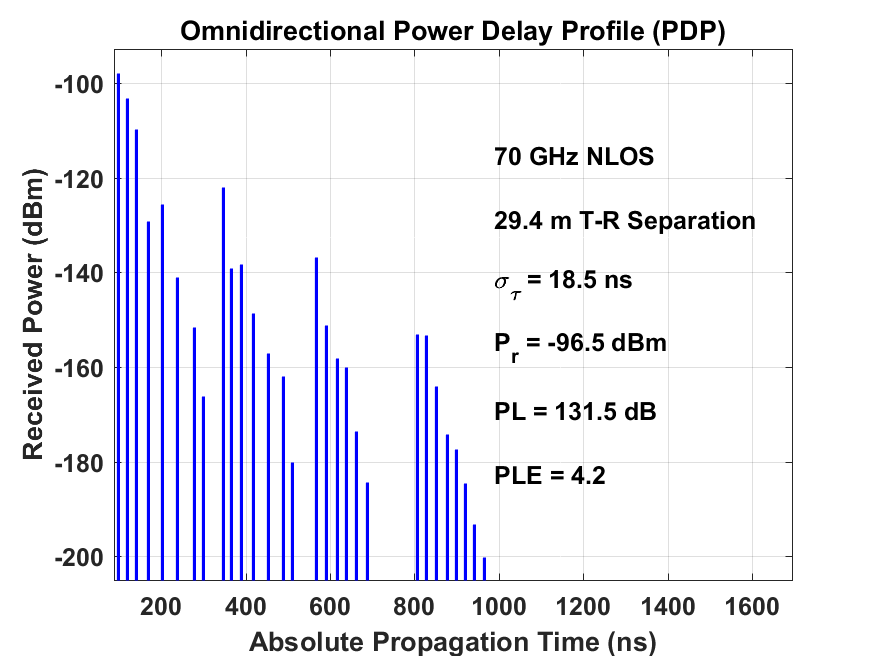 Omnidirectional Power Delay Profile (PDP)
Received Power (dBm)
-100
-120
-140
-160
-180
-200
70 GHz NLOS
29.4 m T-R Separation
σ_τ = 18.5 ns
P_r = -96.5 dBm
PL = 131.5 dB
PLE = 4.2
200 400 600 800 1000 1200 1400 1600
Absolute Propagation Time (ns)